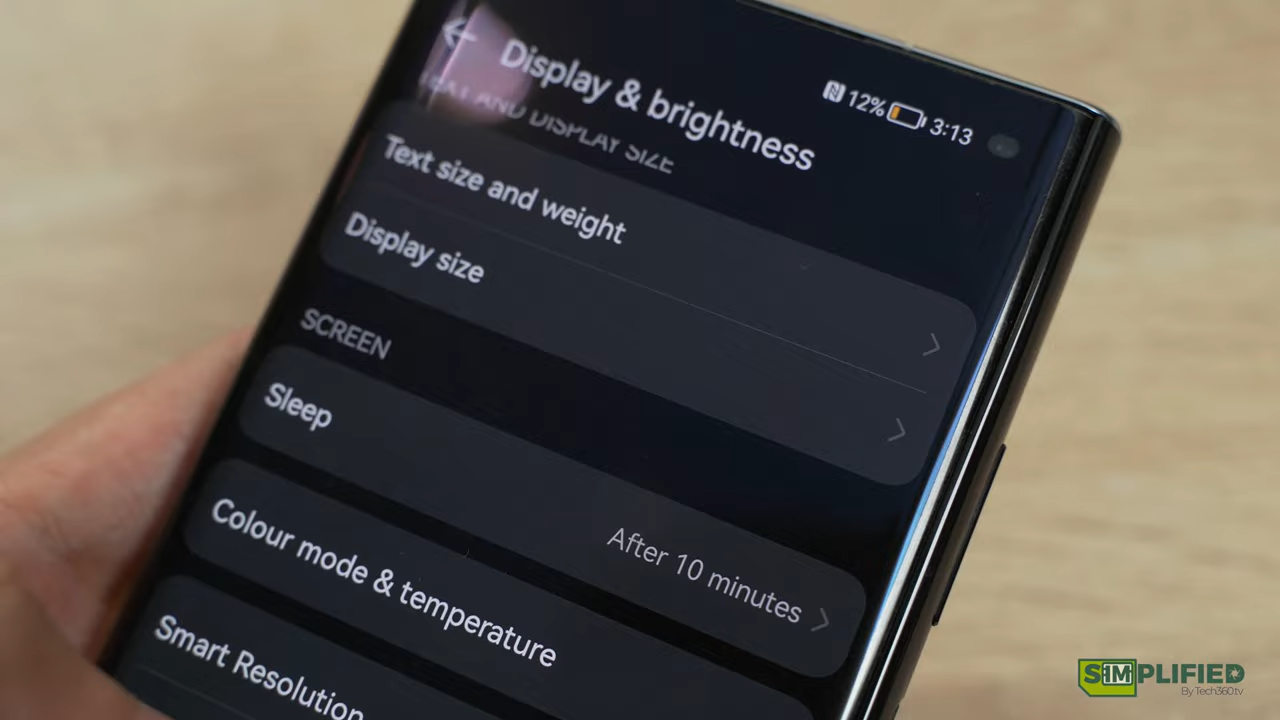 Display & brightness
12% 3:13
TEXT AND DISPLAY SIZE
Text size and weight
Display size
SCREEN
Sleep
After 10 minutes
Colour mode & temperature
Smart Resolution
S1MPLIFIED
By Tech360.tv